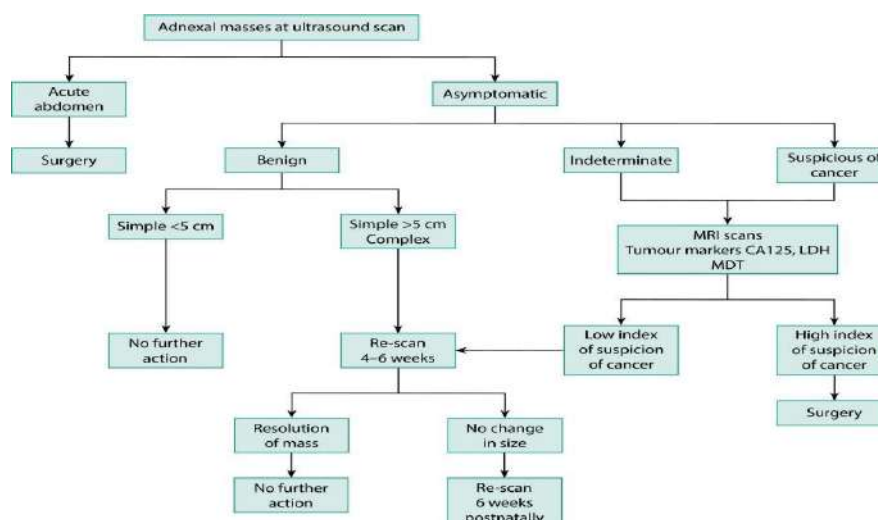 Adnexal masses at ultrasound scan
Acute
abdomen
Asymptomatic
Surgery
Benign
Indeterminate
Suspicious of
cancer
Simple <5 cm
Simple >5 cm
Complex
MRI scans
Tumour markers CA125, LDH
MDT
No further
action
Re-scan
4–6 weeks
Low index
of suspicion
of cancer
High index
of suspicion
of cancer
Surgery
Resolution
of mass
No change
in size
No further
action
Re-scan
6 weeks
postnatally